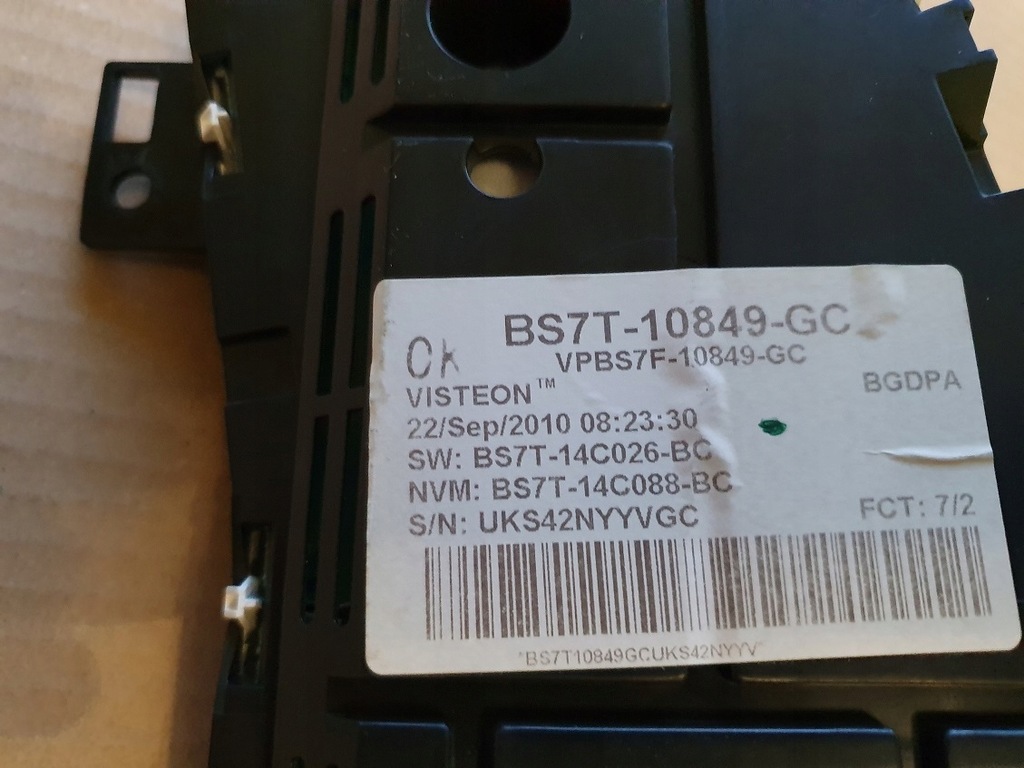 BS7T-10849-GC
VPBS7F-10849-GC
Ok
VISTEON™
BGDPA
22/Sep/2010 08:23:30
SW: BS7T-14C026-BC
NVM: BS7T-14C088-BC
S/N: UKS42NYYVGC
FCT: 7/2
*BS7T10849GCUKS42NYYV*